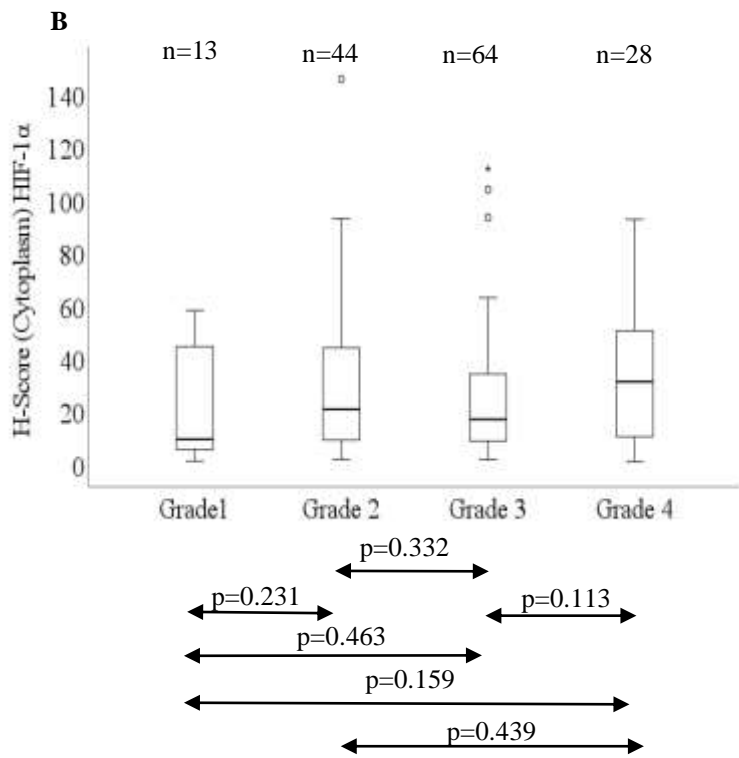 B
n=13 n=44 n=64 n=28
H-Score (Cytoplasm) HIF-1α
140
120
100
80
60
40
20
0
Grade1 Grade 2 Grade 3 Grade 4
p=0.332
p=0.231 p=0.113
p=0.463
p=0.159
p=0.439